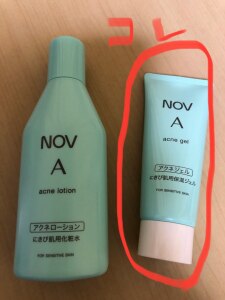 コレ
NOV
A
acne lotion
アクネローション
にきび肌用化粧水
FOR SENSITIVE SKIN
NOV
A
acne gel
アクネジェル
にきび肌用保湿ジェル
FOR SENSITIVE SKIN